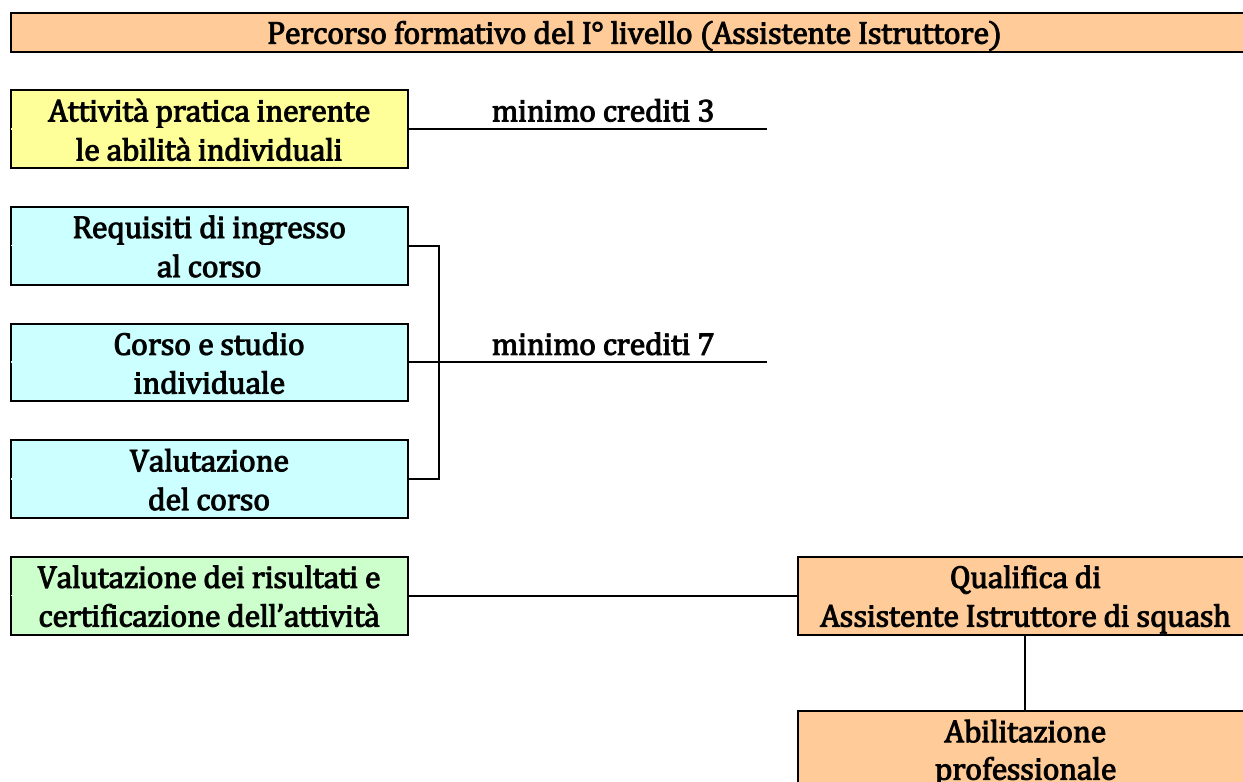 Percorso formativo del I° livello (Assistente Istruttore)
Attività pratica inerente
le abilità individuali
minimo crediti 3
Requisiti di ingresso
al corso
Corso e studio
individuale
minimo crediti 7
Valutazione
del corso
Valutazione dei risultati e
certificazione dell’attività
Qualifica di
Assistente Istruttore di squash
Abilitazione
professionale